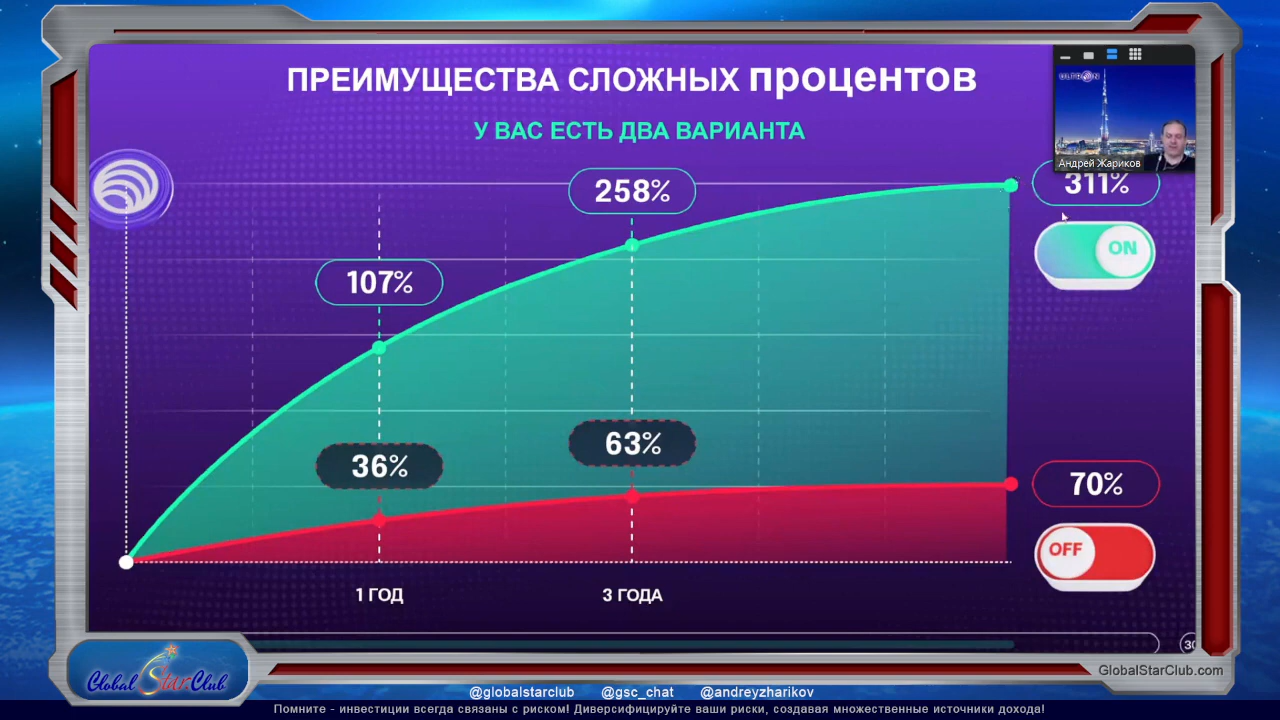 ПРЕИМУЩЕСТВА СЛОЖНЫХ процентов
У ВАС ЕСТЬ ДВА ВАРИАНТА
ULTRON
Андрей Жариков
258%
311%
ON
107%
63%
36%
70%
OFF
1 ГОД
3 ГОДА
30
Global Star Club
GlobalStarClub.com
@globalstarclub @gsc_chat @andreyzharikov
Помните - инвестиции всегда связаны с риском! Диверсифицируйте ваши риски, создавая множественные источники дохода!